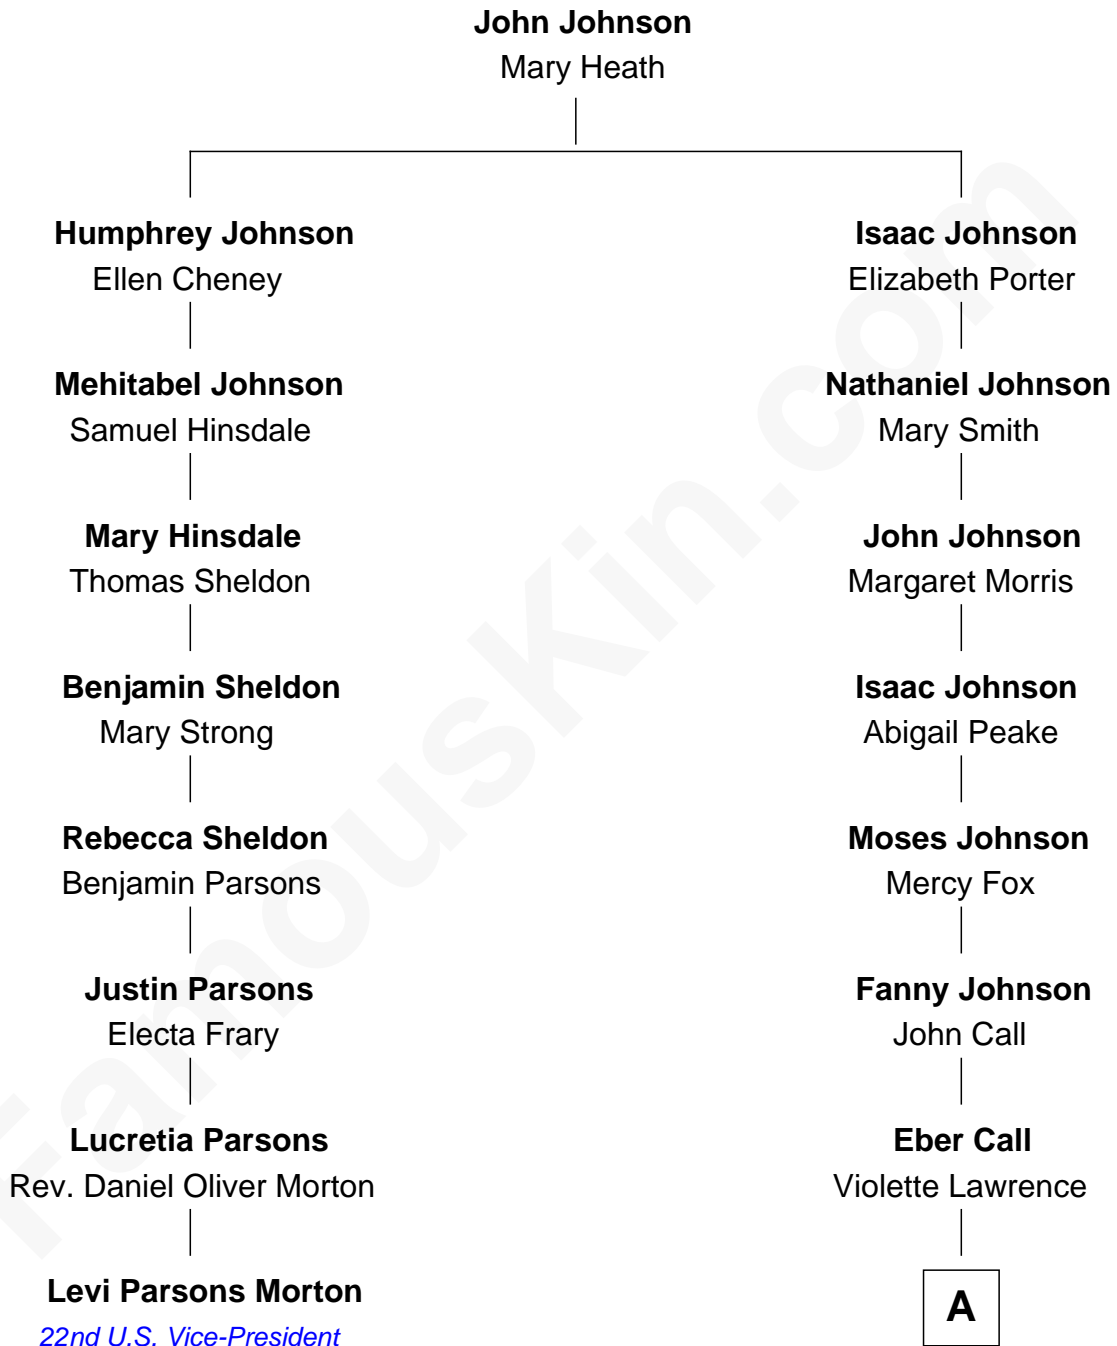 John Johnson
Mary Heath
Humphrey Johnson
Ellen Cheney
Isaac Johnson
Elizabeth Porter
Mehitabel Johnson
Samuel Hinsdale
Nathaniel Johnson
Mary Smith
Mary Hinsdale
Thomas Sheldon
John Johnson
Margaret Morris
Benjamin Sheldon
Mary Strong
Isaac Johnson
Abigail Peake
Rebecca Sheldon
Benjamin Parsons
Moses Johnson
Mercy Fox
Justin Parsons
Electa Frary
Fanny Johnson
John Call
Lucretia Parsons
Rev. Daniel Oliver Morton
Eber Call
Violette Lawrence
Levi Parsons Morton
22nd U.S. Vice-President
A
FamousKin.com